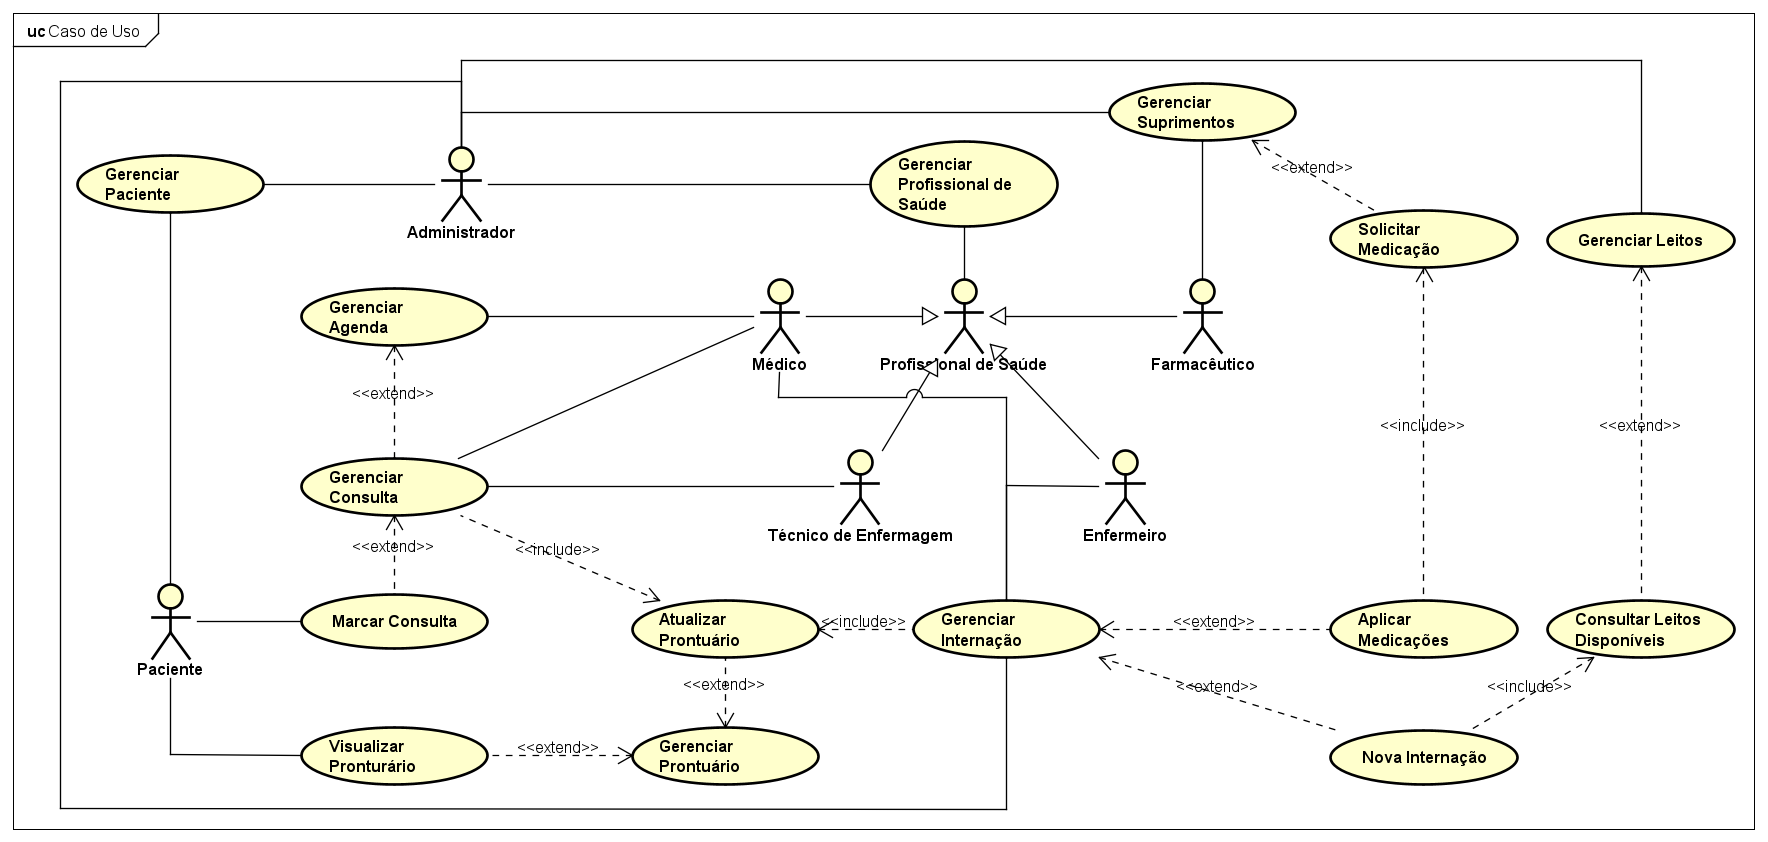 uc Caso de Uso
Gerenciar
Suprimentos
<<extend>>
Gerenciar
Paciente
Administrador
Gerenciar
Profissional de
Saúde
Solicitar
Medicação
Gerenciar Leitos
Gerenciar
Agenda
Médico
Profissional de Saúde
Farmacêutico
<<extend>>
<<include>>
<<extend>>
Gerenciar
Consulta
Técnico de Enfermagem
Enfermeiro
<<extend>>
<<include>>
Paciente
Marcar Consulta
Atualizar
Prontuário
<<include>>
Gerenciar
Internação
<<extend>>
Aplicar
Medicações
Consultar Leitos
Disponíveis
<<extend>>
<<extend>>
<<include>>
Visualizar
Pronturário
<<extend>>
Gerenciar
Prontuário
Nova Internação